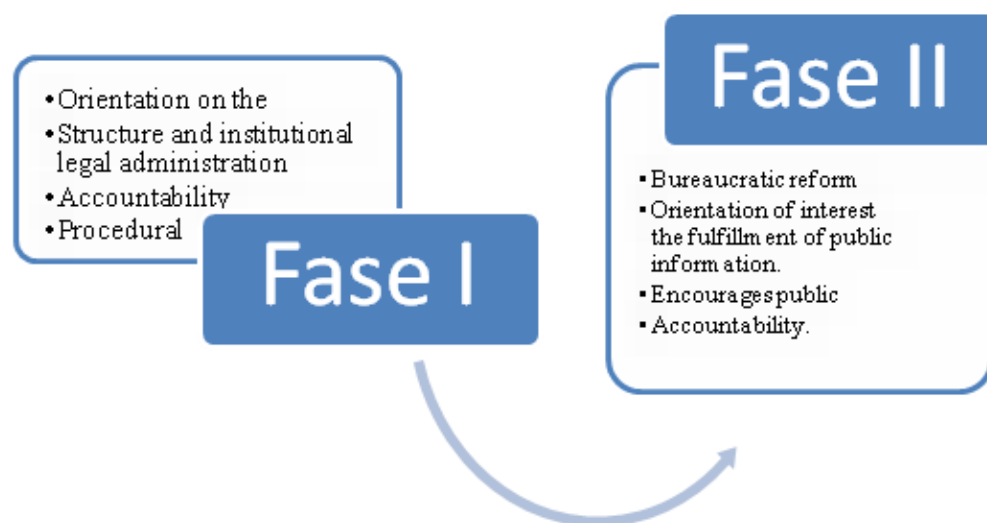 • Orientation on the
• Structure and institutional
legal administration
• Accountability
• Procedural
Fase I
Fase II
▪ Bureaucratic reform
▪ Orientation of interest
the fulfillment of public
information.
▪ Encourages public
▪ Accountability.